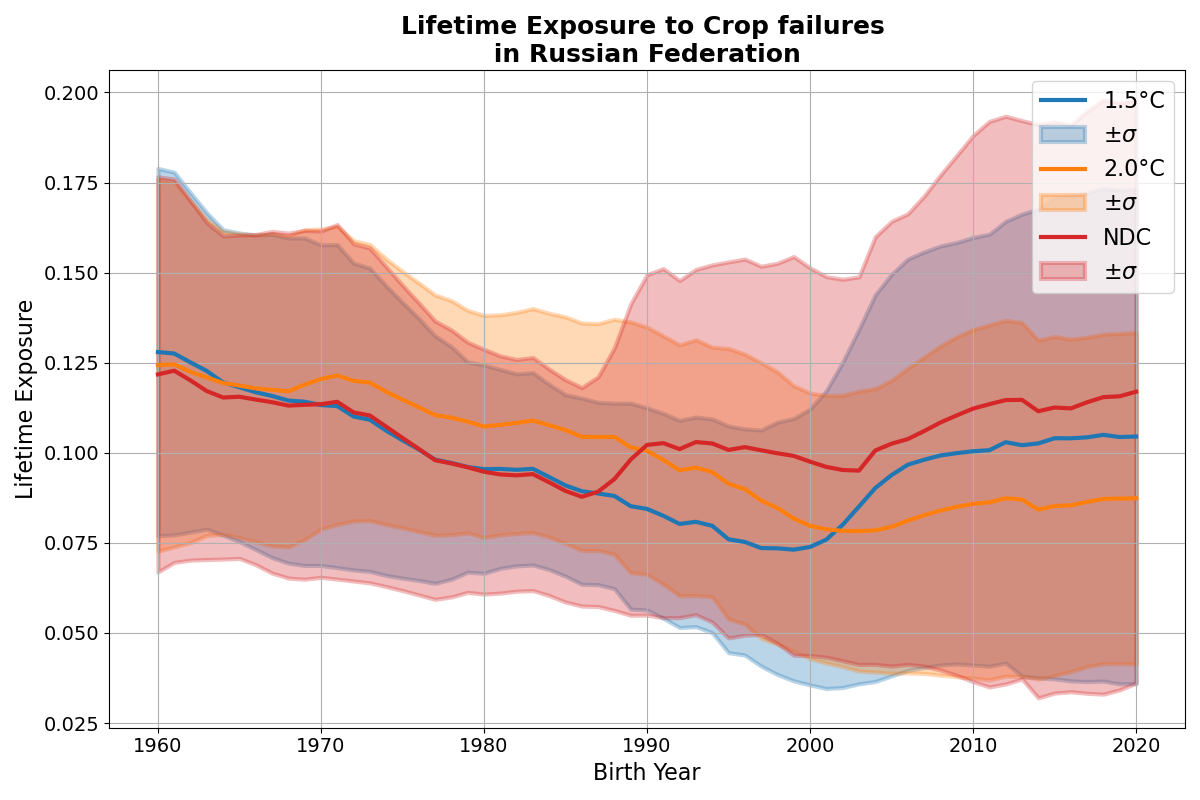 Lifetime Exposure to Crop failures
in Russian Federation
Lifetime Exposure
0.200
0.175
0.150
0.125
0.100
0.075
0.050
0.025
1960
1970
1980
1990
2000
2010
2020
Birth Year
1.5°C
±σ
2.0°C
±σ
NDC
±σ